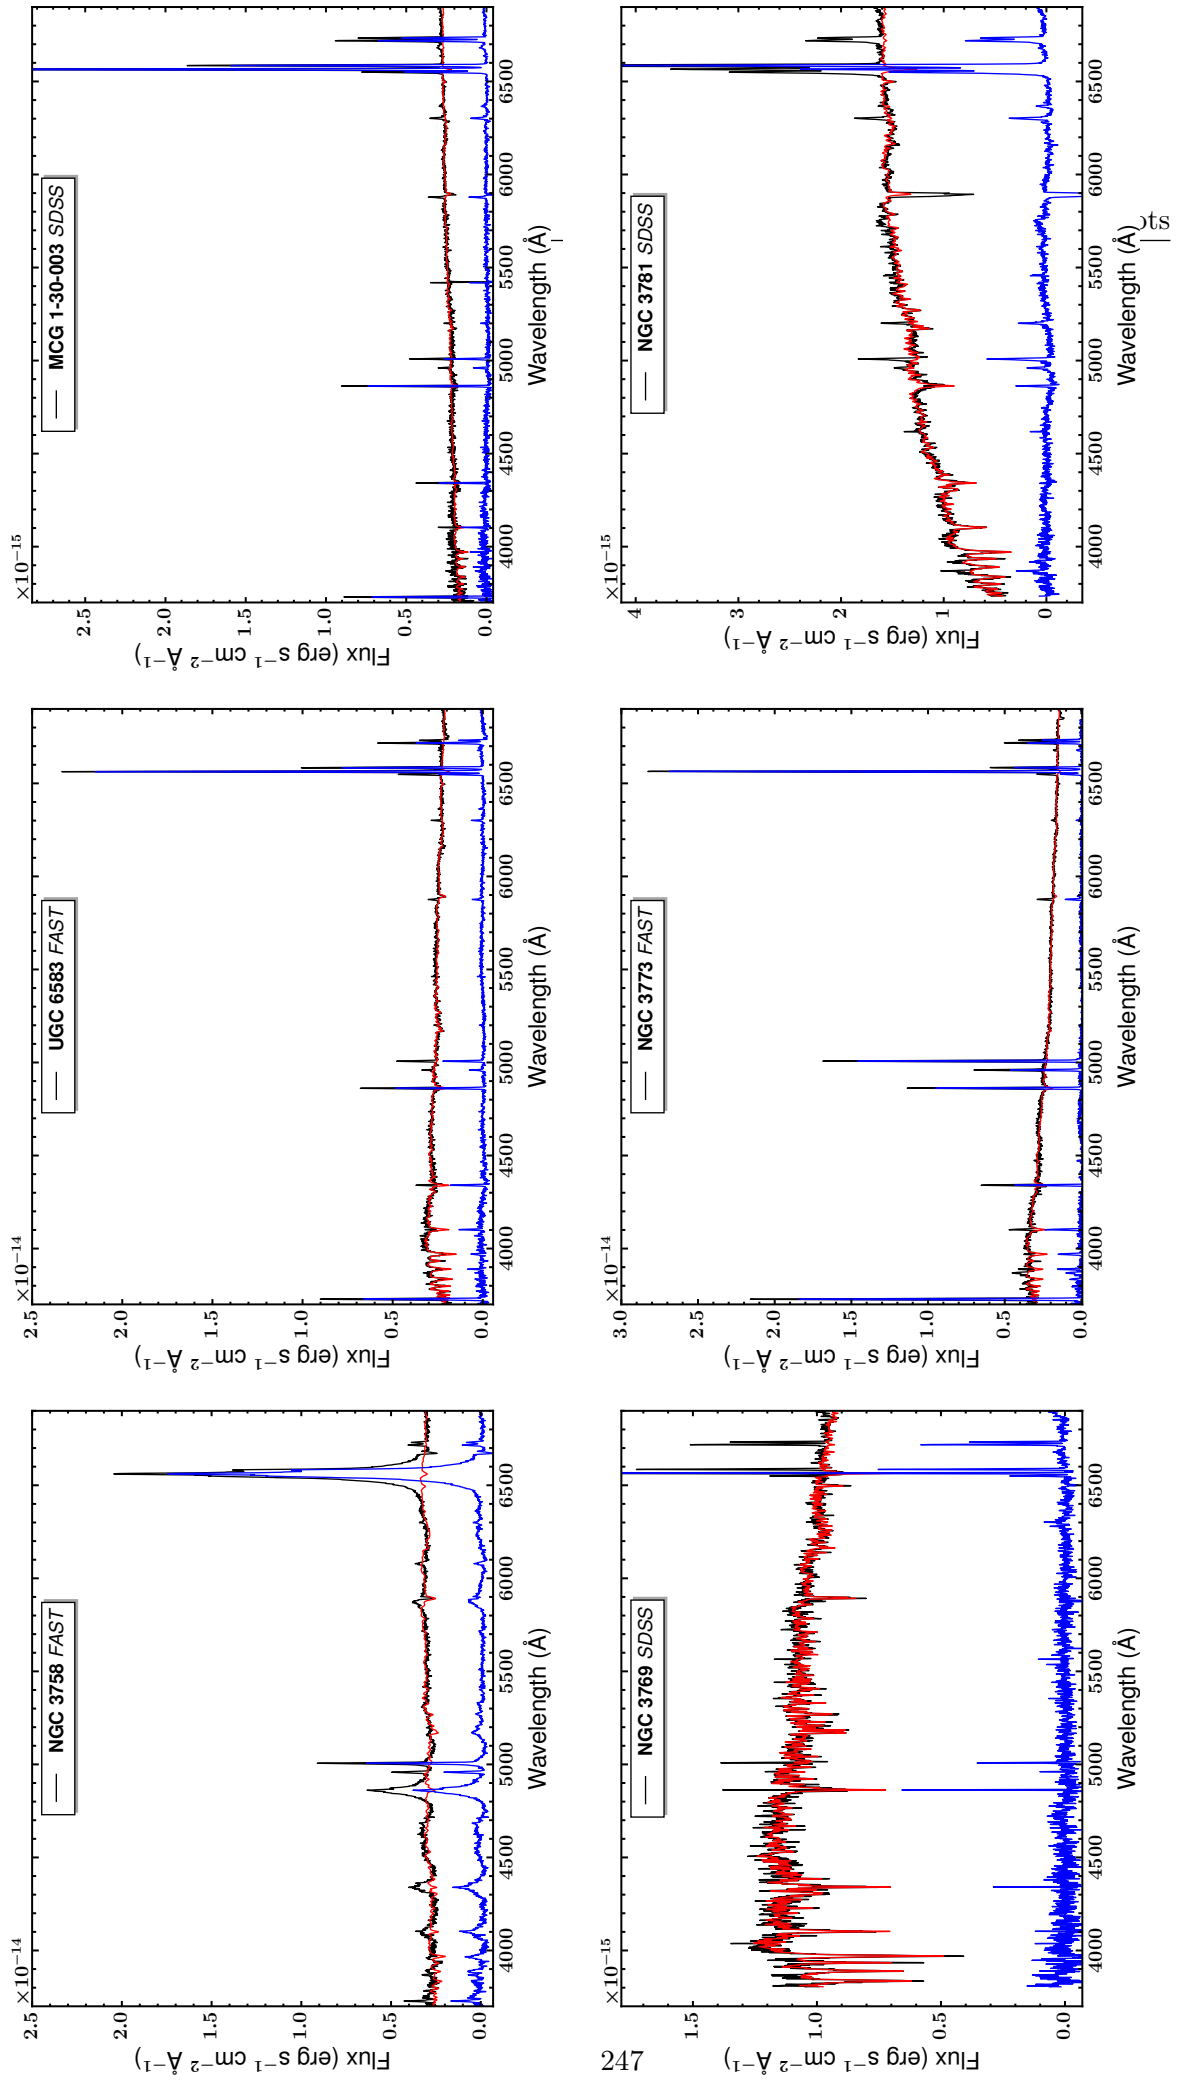 ×10−14
2.5
2.0
1.5
1.0
0.5
0.0
Flux (erg s−1 cm−2 Å−1)
NGC 3758 FAST
4000 4500 5000 5500 6000 6500
Wavelength (Å)
×10−14
2.5
2.0
1.5
1.0
0.5
0.0
Flux (erg s−1 cm−2 Å−1)
UGC 6583 FAST
4000 4500 5000 5500 6000 6500
Wavelength (Å)
×10−15
2.5
2.0
1.5
1.0
0.5
0.0
Flux (erg s−1 cm−2 Å−1)
MCG 1-30-003 SDSS
4000 4500 5000 5500 6000 6500
Wavelength (Å)
×10−15
1.5
1.0
0.5
0.0
Flux (erg s−1 cm−2 Å−1)
NGC 3769 SDSS
4000 4500 5000 5500 6000 6500
Wavelength (Å)
×10−14
3.0
2.5
2.0
1.5
1.0
0.5
0.0
Flux (erg s−1 cm−2 Å−1)
NGC 3773 FAST
4000 4500 5000 5500 6000 6500
Wavelength (Å)
×10−15
4
3
2
1
0
Flux (erg s−1 cm−2 Å−1)
NGC 3781 SDSS
4000 4500 5000 5500 6000 6500
Wavelength (Å)
247